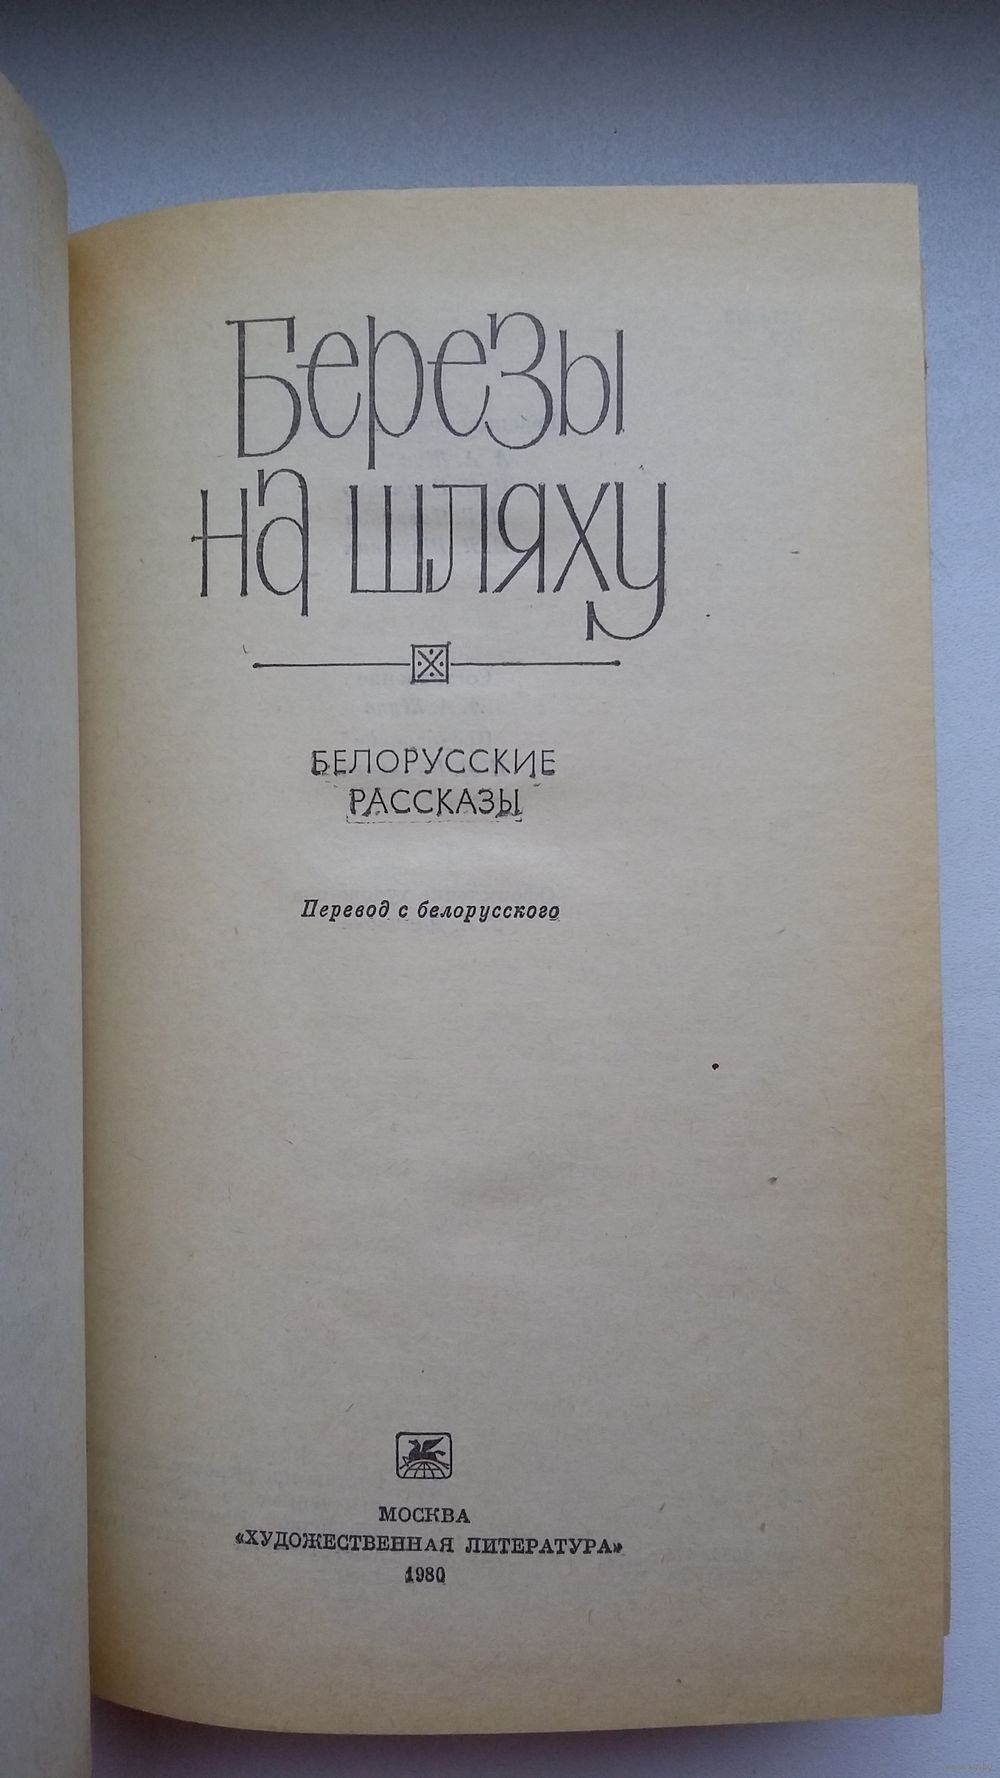 Березы
на шляху
БЕЛОРУССКИЕ
РАССКАЗЫ
Перевод с белорусского
МОСКВА
«ХУДОЖЕСТВЕННАЯ ЛИТЕРАТУРА»
1980